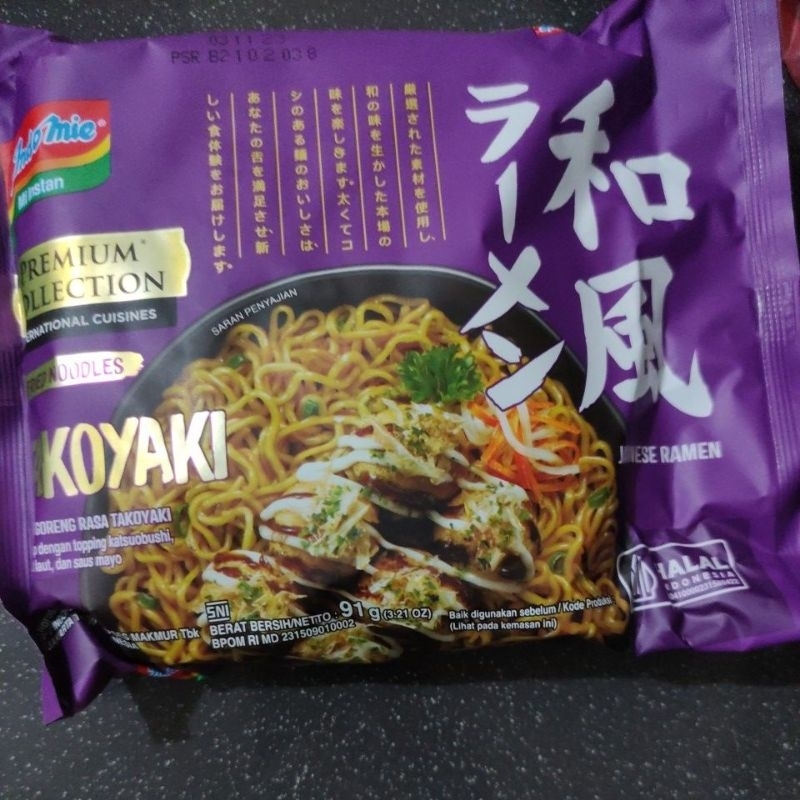 03 11 25
PSR B2102 038
Indomie®
Mi Instan
PREMIUM
COLLECTION
INTERNATIONAL CUISINES
FRIED NOODLES
TAKOYAKI
GORENG RASA TAKOYAKI
dengan topping katsuobushi,
laut, dan saus mayo
SARAN PENYAJIAN
和風
ラーメン
厳選された素材を使用し、
和の味を生かした本場の
味を楽しめます。太くてコ
シのある麺のおいしさは、
あなたの舌を満足させ、新
しい食体験をお届けします。
JAPANESE RAMEN
HALAL
INDONESIA
SNI
BERAT BERSIH/NETTO : 91 g (3.21 OZ)
BPOM RI MD 231509010002
Baik digunakan sebelum / Kode Produksi:
(Lihat pada kemasan ini)
MAKMUR Tbk